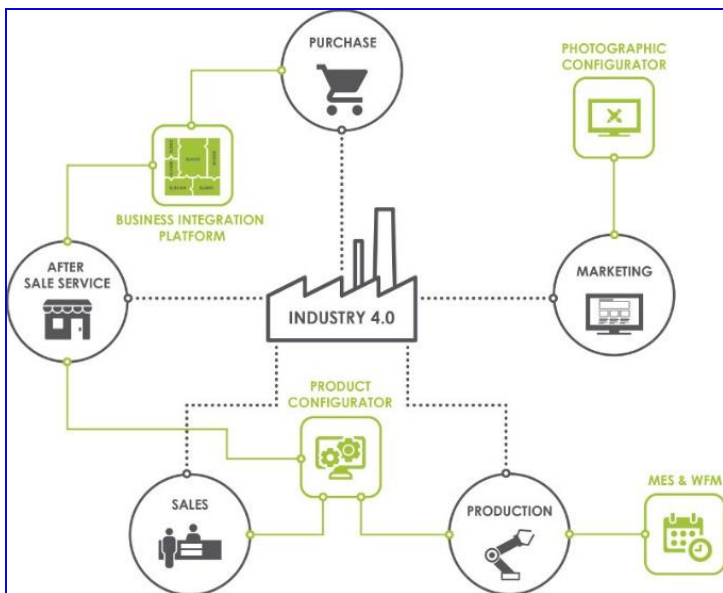 PURCHASE
PHOTOGRAPHIC
CONFIGURATOR
BUSINESS INTEGRATION
PLATFORM
AFTER
SALE SERVICE
MARKETING
INDUSTRY 4.0
PRODUCT
CONFIGURATOR
SALES
PRODUCTION
MES & WFM